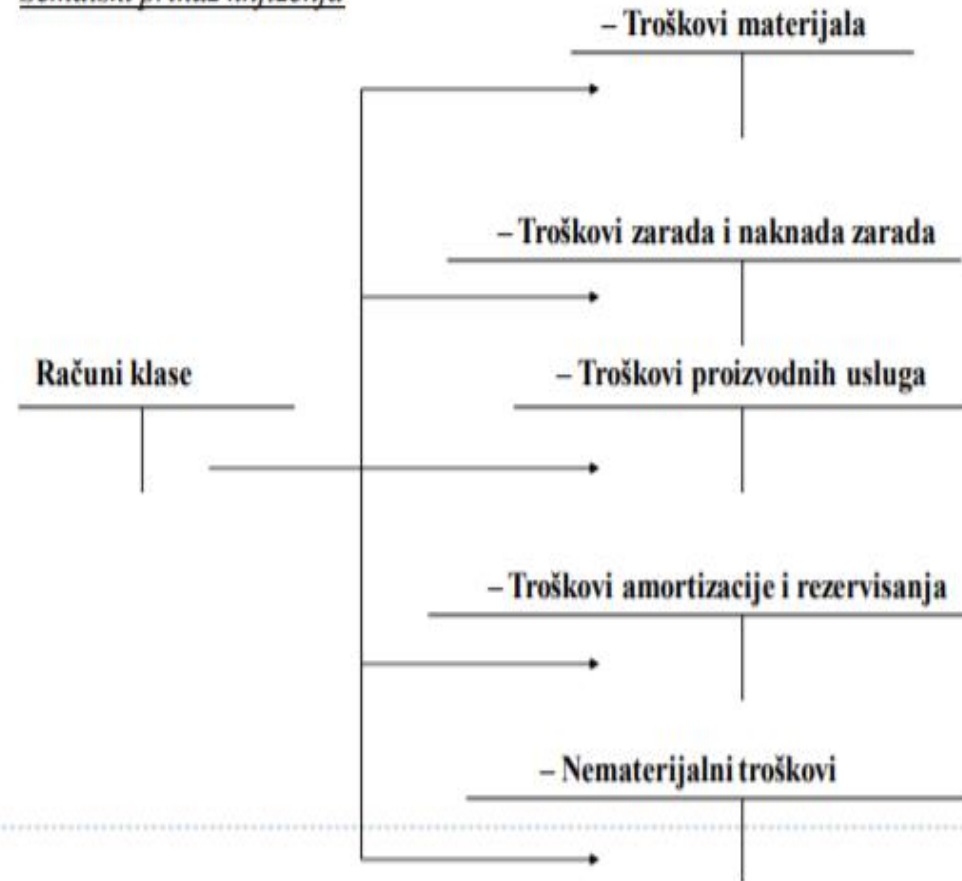 – Troškovi materijala
– Troškovi zarada i naknada zarada
Računi klase
– Troškovi proizvodnih usluga
– Troškovi amortizacije i rezervisanja
– Nematerijalni troškovi